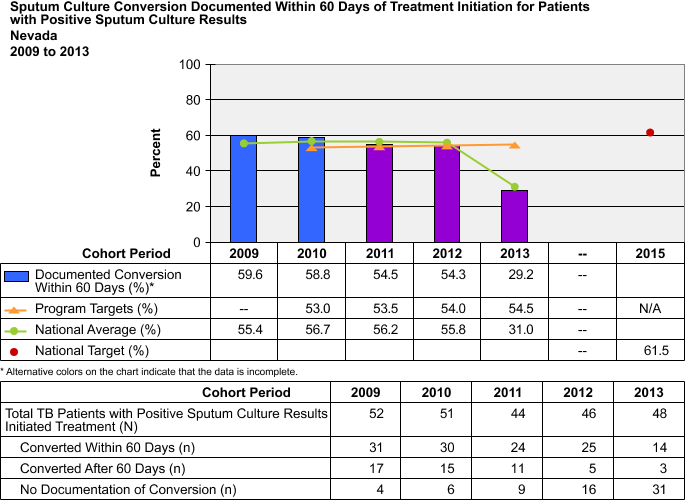 Sputum Culture Conversion Documented Within 60 Days of Treatment Initiation for Patients
with Positive Sputum Culture Results
Nevada
2009 to 2013
100
80
60
40
20
0
Percent
Cohort Period 2009 2010 2011 2012 2013 -- 2015
Documented Conversion
Within 60 Days (%)* 59.6 58.8 54.5 54.3 29.2 --
Program Targets (%) -- 53.0 53.5 54.0 54.5 -- N/A
National Average (%) 55.4 56.7 56.2 55.8 31.0 --
National Target (%) -- 61.5
* Alternative colors on the chart indicate that the data is incomplete.
Cohort Period 2009 2010 2011 2012 2013
Total TB Patients with Positive Sputum Culture Results
Initiated Treatment (N) 52 51 44 46 48
Converted Within 60 Days (n) 31 30 24 25 14
Converted After 60 Days (n) 17 15 11 5 3
No Documentation of Conversion (n) 4 6 9 16 31